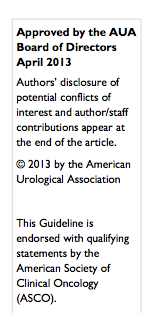 Approved by the AUA
Board of Directors
April 2013
Authors' disclosure of
potential conflicts of
interest and author/staff
contributions appear at
the end of the article.
© 2013 by the American
Urological Association
This Guideline is
endorsed with qualifying
statements by the
American Society of
Clinical Oncology
(ASCO).